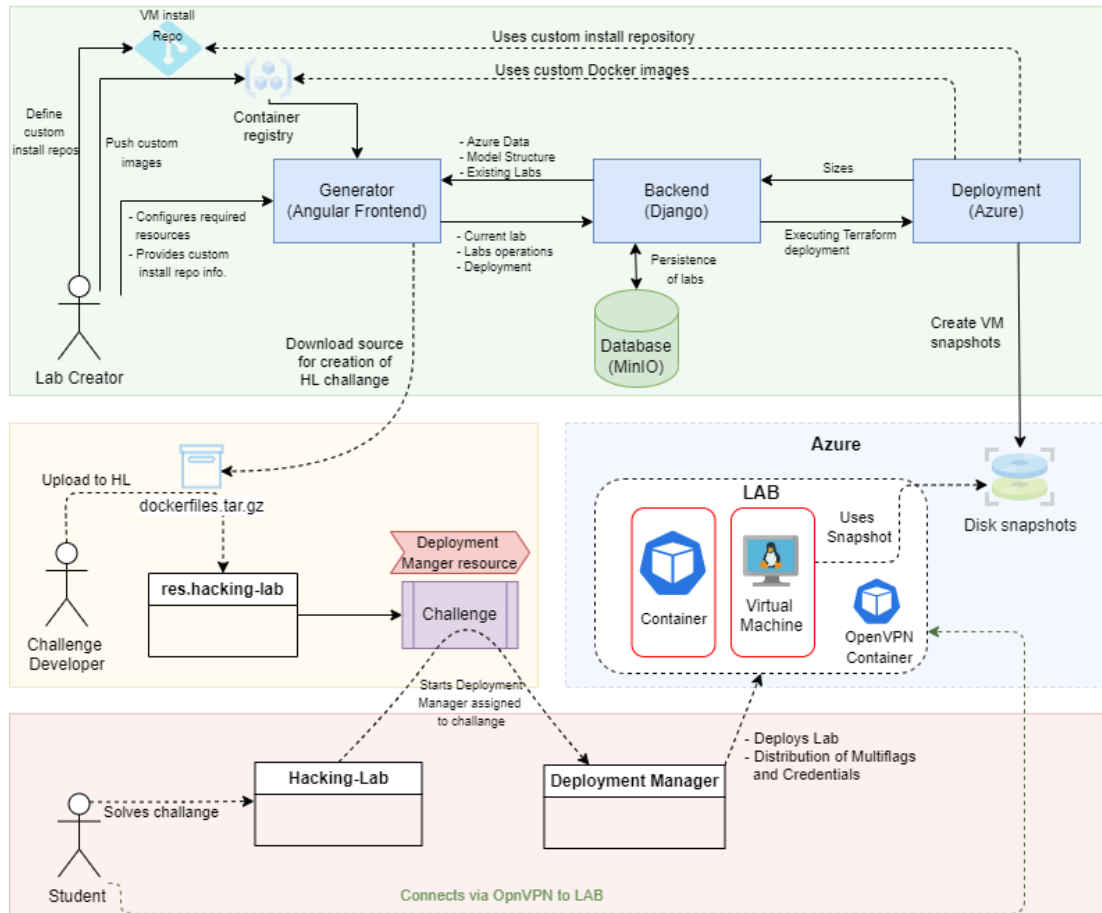 VM install
Repo
Uses custom install repository
Uses custom Docker images
Define
custom
install repos
Push custom
images
Container
registry
- Azure Data
- Model Structure
- Existing Labs
Sizes
Generator
(Angular Frontend)
Backend
(Django)
Deployment
(Azure)
- Configures required
resources
- Provides custom
install repo info.
- Current lab
- Labs operations
- Deployment
Executing Terraform
deployment
Persistence
of labs
Database
(MinIO)
Create VM
snapshots
Lab Creator
Download source
for creation of
HL challange
Upload to HL
dockerfiles.tar.gz
Deployment
Manger resource
res.hacking-lab
Challenge
Challenge
Developer
Starts Deployment
Manager assigned
to challange
Azure
LAB
Container
Virtual
Machine
Uses
Snapshot
OpenVPN
Container
Disk snapshots
- Deploys Lab
- Distribution of Multiflags
and Credentials
Hacking-Lab
Deployment Manager
Solves challange
Student
Connects via OpnVPN to LAB